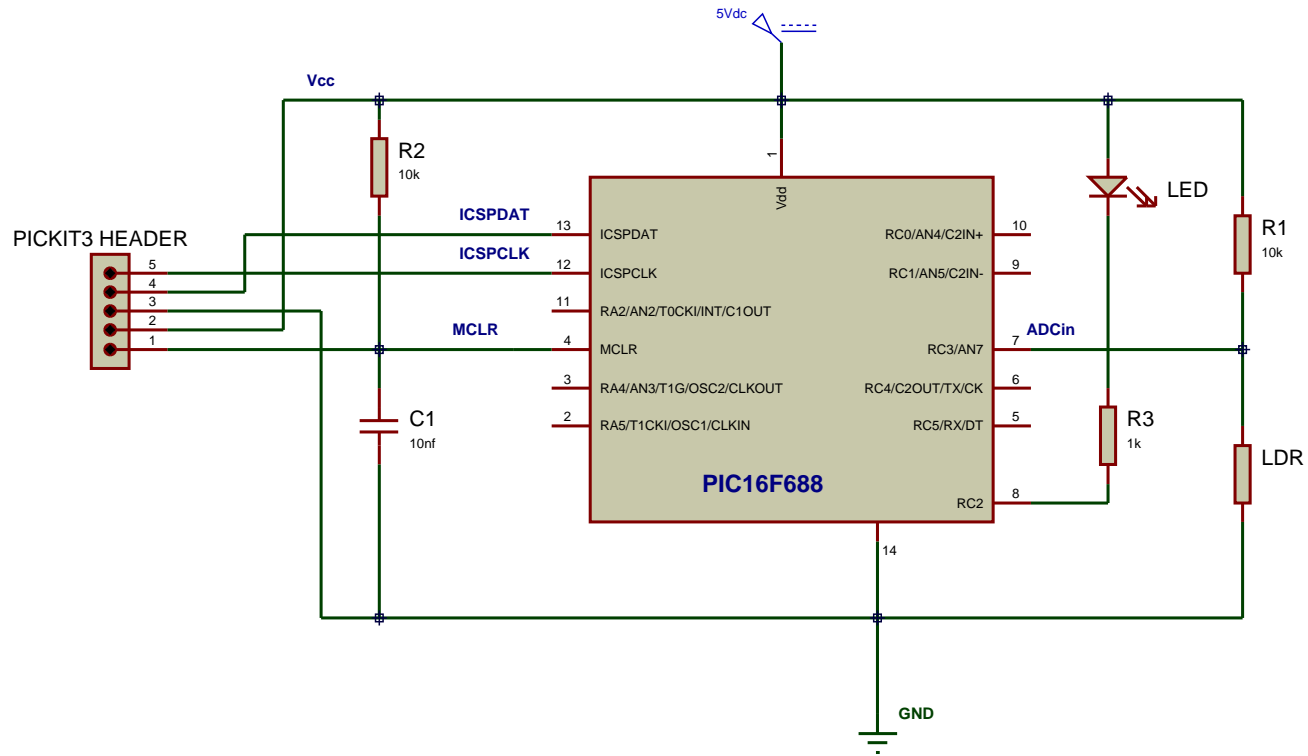 5Vdc
Vcc
R2
10k
1
Vdd
LED
R1
10k
PICKIT3 HEADER
5
4
3
2
1
ICSPDAT
ICSPCLK
MCLR
13
12
11
4
3
2
ICSPDAT
ICSPCLK
RA2/AN2/T0CKI/INT/C1OUT
MCLR
RA4/AN3/T1G/OSC2/CLKOUT
RA5/T1CKI/OSC1/CLKIN
RC0/AN4/C2IN+
RC1/AN5/C2IN-
RC3/AN7
RC4/C2OUT/TX/CK
RC5/RX/DT
RC2
10
9
7
6
5
8
ADCin
C1
10nf
R3
1k
LDR
PIC16F688
14
GND